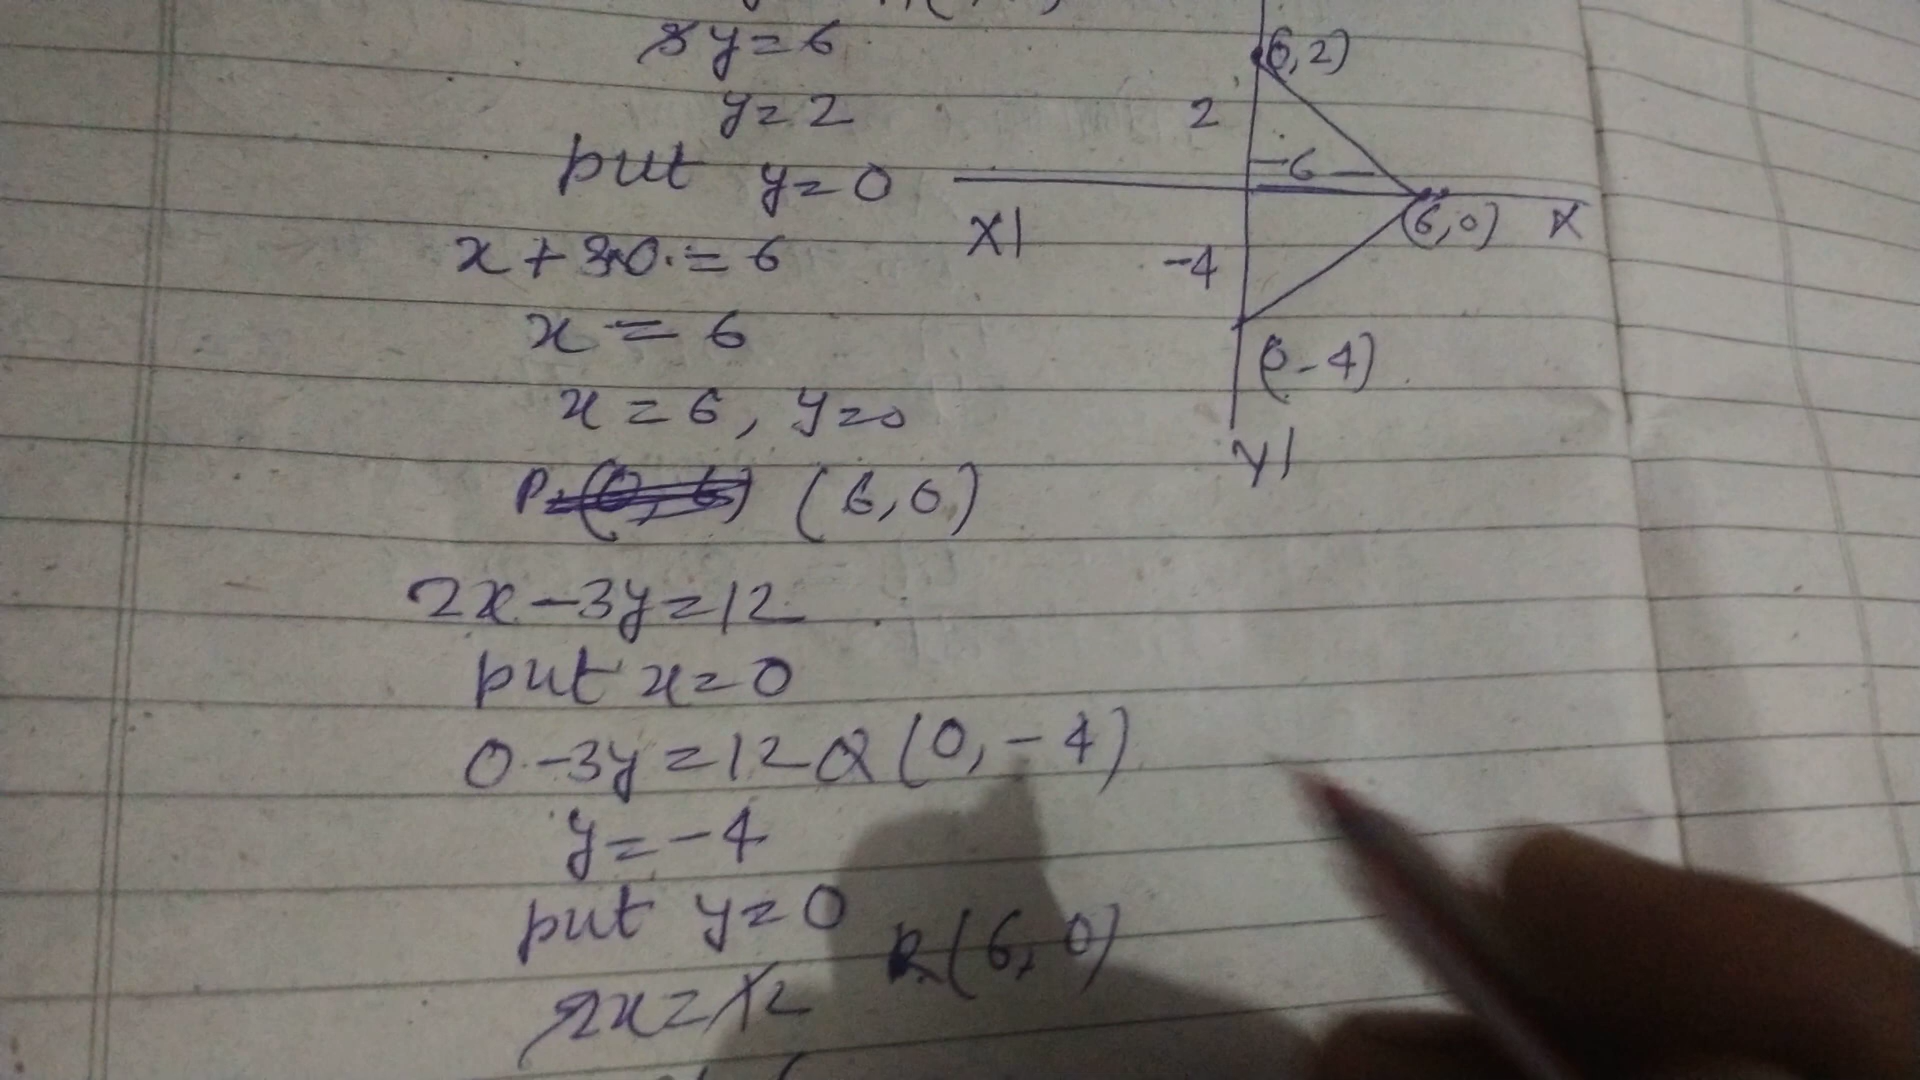 3y=6
y=2
put y=0
x+3×0.=6
x=6
x=6, y=0
P=(0,6) (6,0)
2x-3y=12
put x=0
0-3y=12 Q(0,-4)
y=-4
put y=0
R(6,0)
2x=12
(0,2)
2
6
X|
(6,0) X
-4
(0-4)
Y|